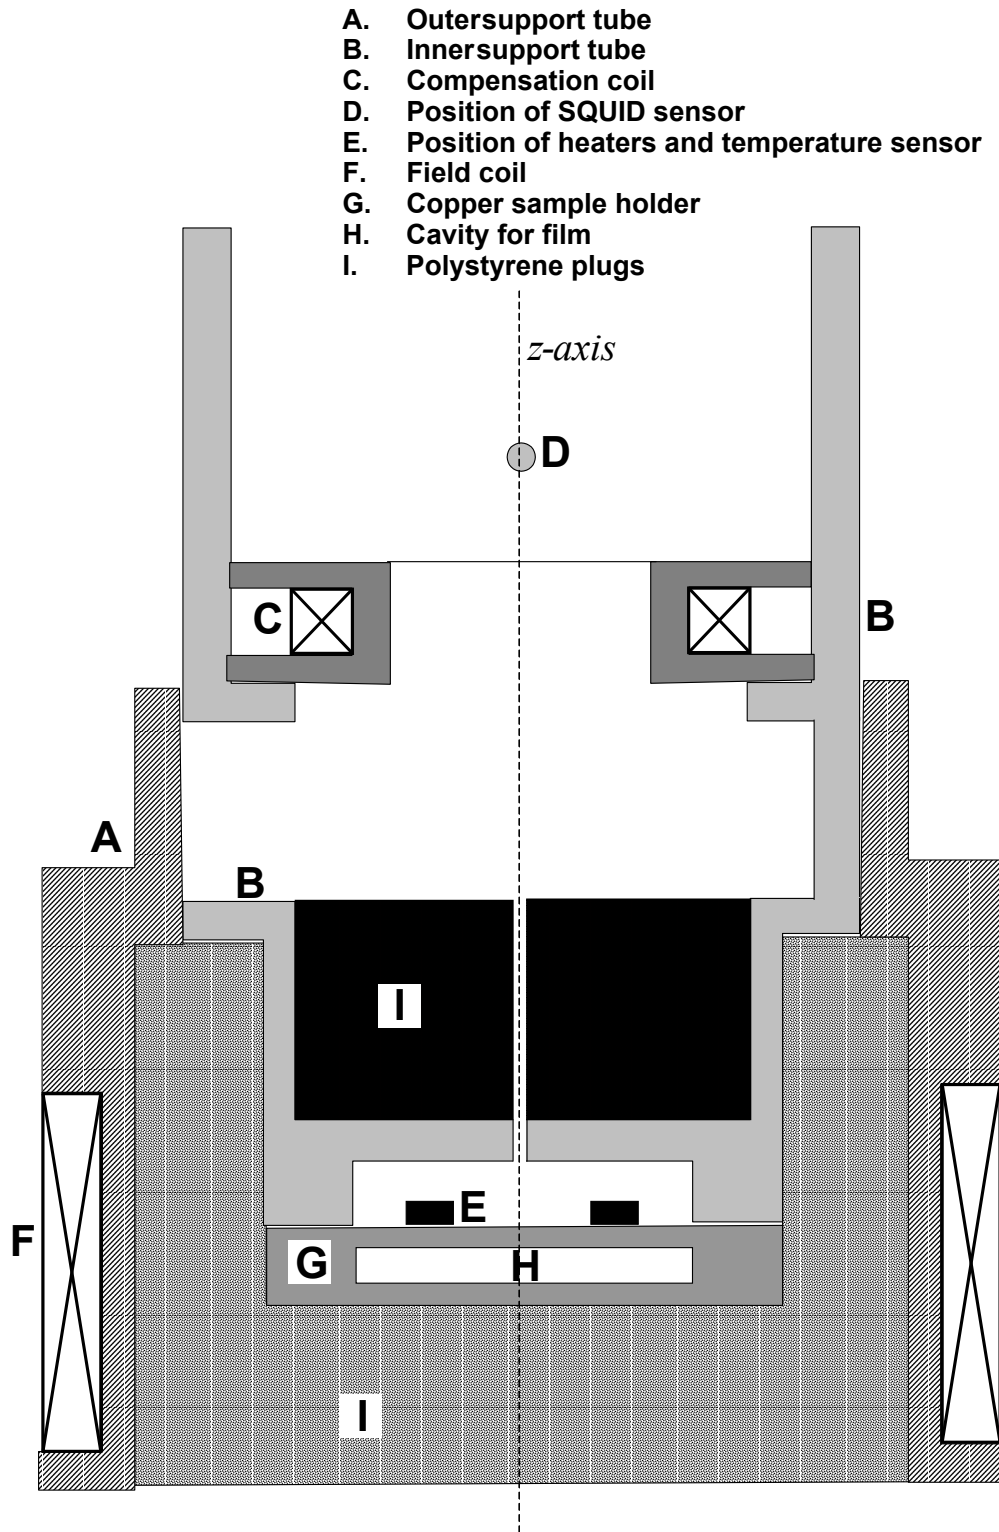 A. Outersupport tube
B. Innersupport tube
C. Compensation coil
D. Position of SQUID sensor
E. Position of heaters and temperature sensor
F. Field coil
G. Copper sample holder
H. Cavity for film
I. Polystyrene plugs
z-axis
D
C
B
A
B
I
E
F
G
H
I